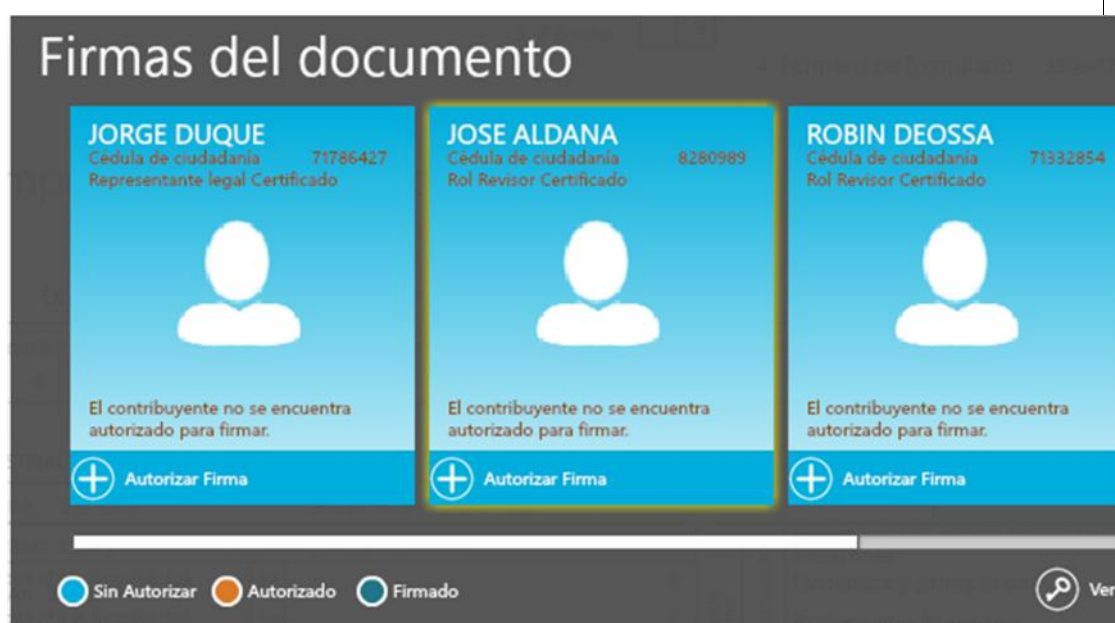 Firmas del documento
JORGE DUQUE
Cédula de ciudadanía 71786427
Representante legal Certificado
El contribuyente no se encuentra
autorizado para firmar.
Autorizar Firma
JOSE ALDANA
Cédula de ciudadanía 8280989
Rol Revisor Certificado
El contribuyente no se encuentra
autorizado para firmar.
Autorizar Firma
ROBIN DEOSSA
Cédula de ciudadanía 71332854
Rol Revisor Certificado
El contribuyente no se encuentra
autorizado para firmar.
Autorizar Firma
Sin Autorizar Autorizado Firmado
Ver